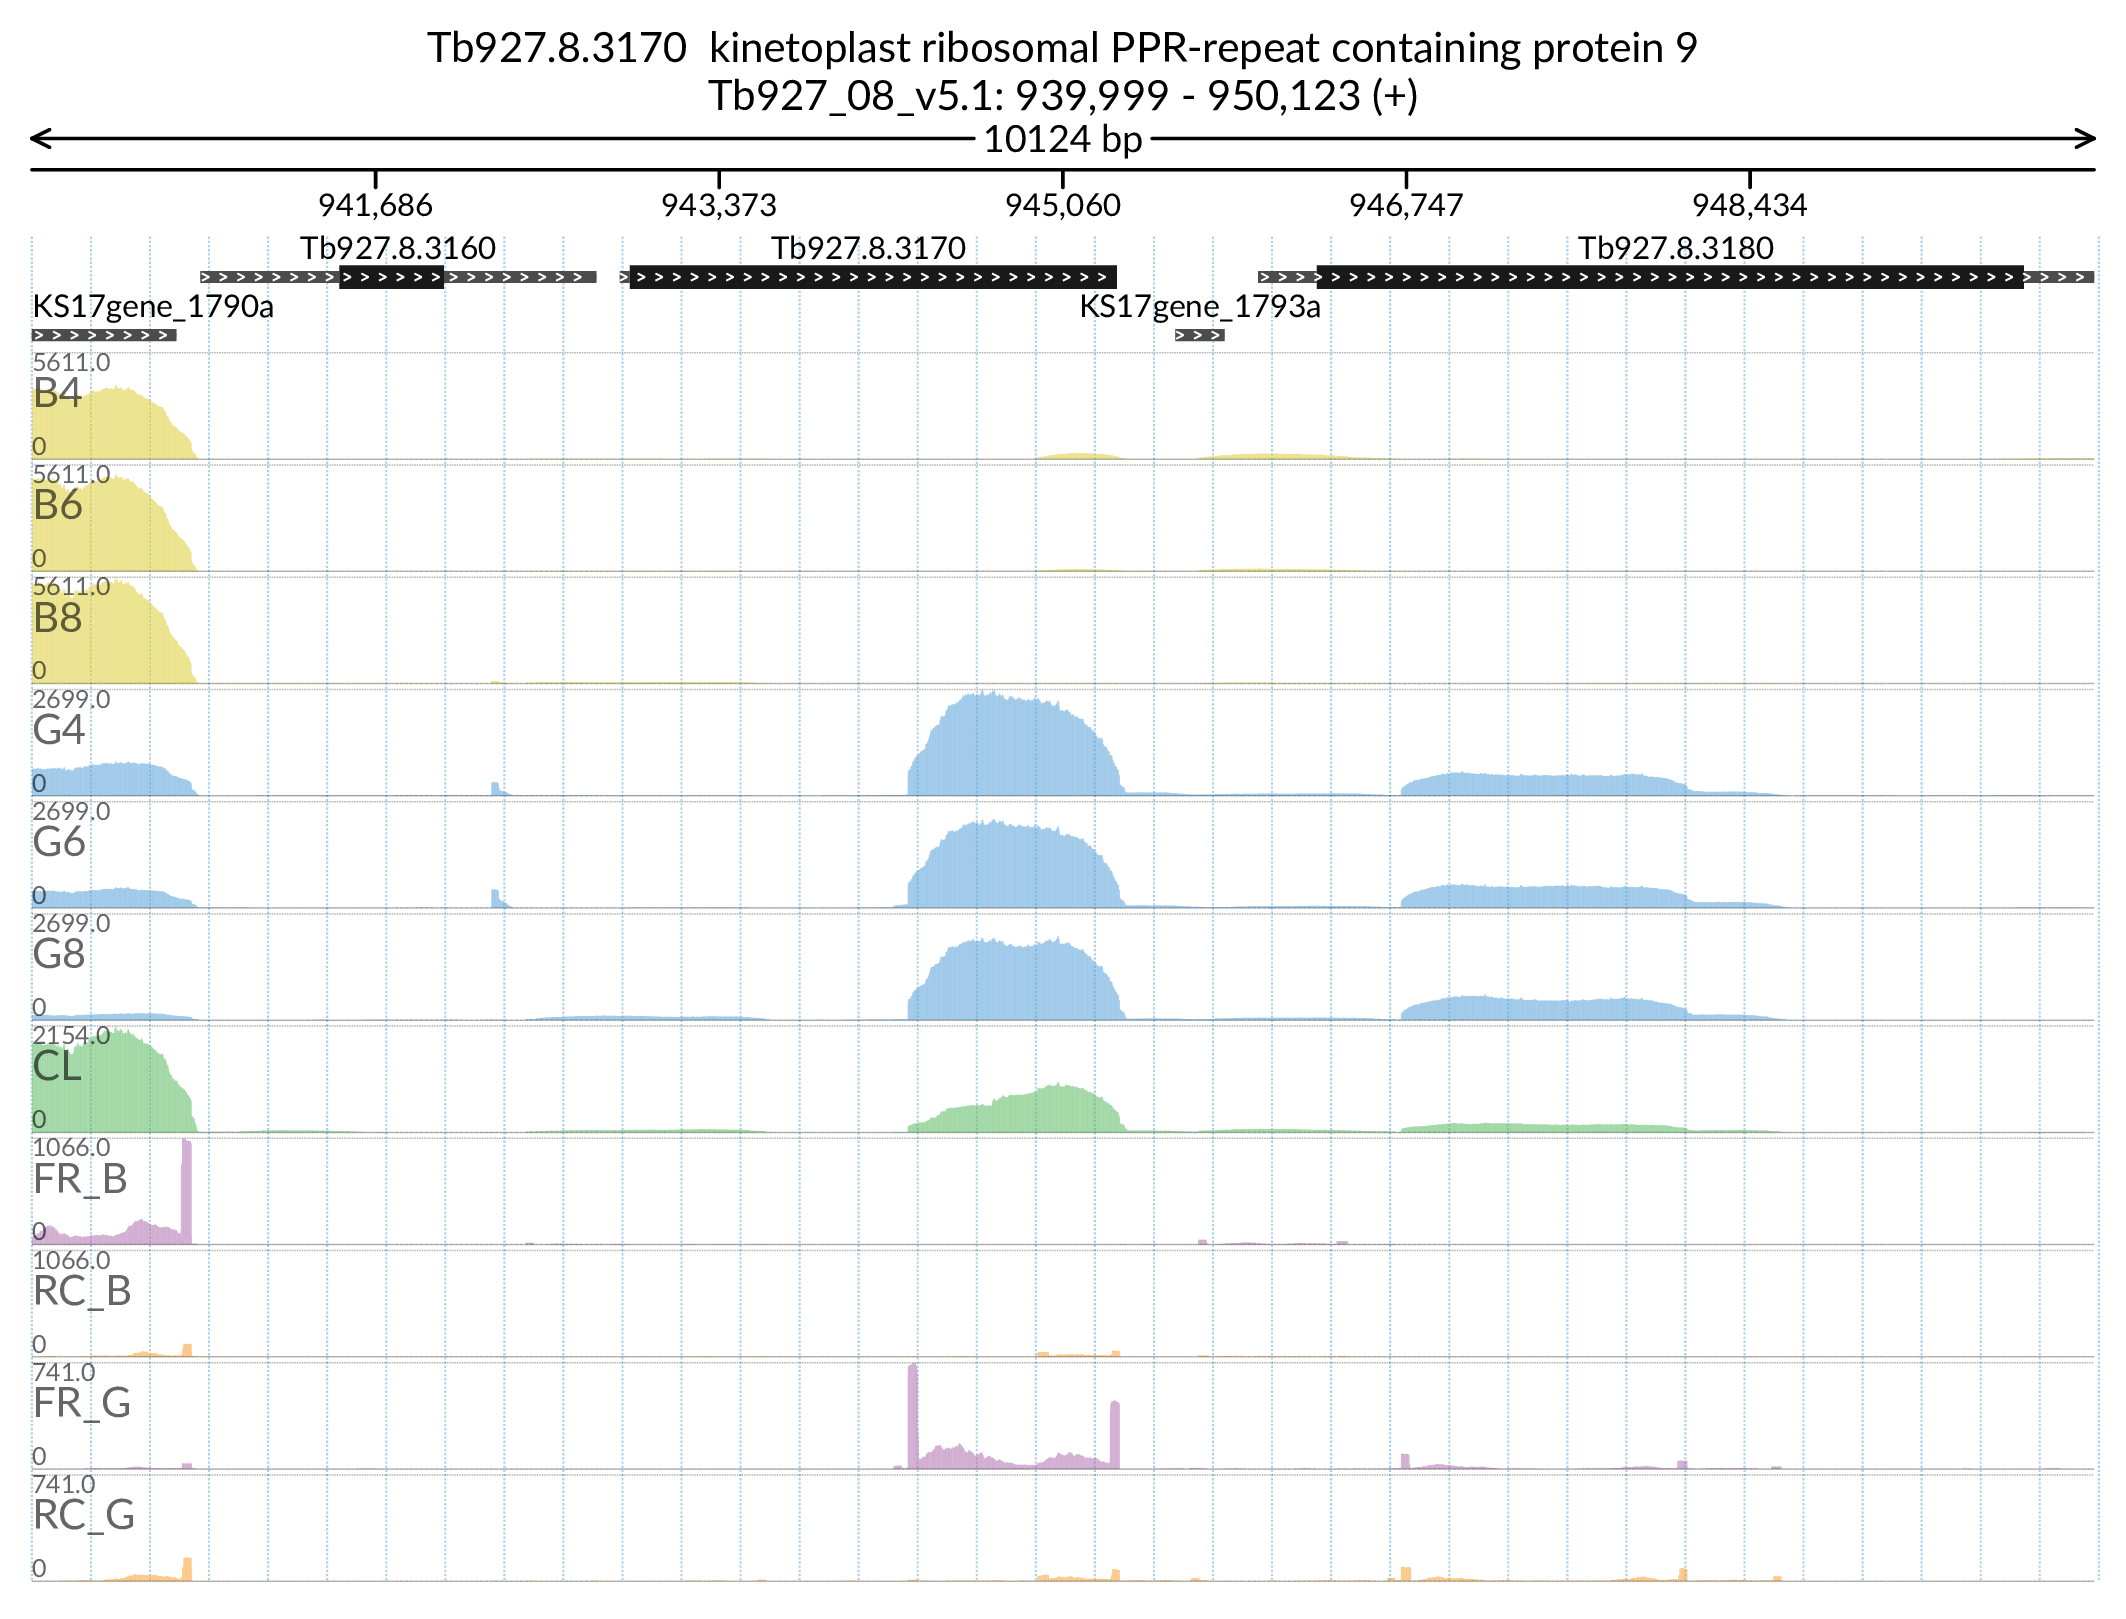 Tb927.8.3170 kinetoplast ribosomal PPR-repeat containing protein 9
Tb927_08_v5.1: 939,999 - 950,123 (+)
10124 bp
941,686 943,373 945,060 946,747 948,434
Tb927.8.3160 Tb927.8.3170 Tb927.8.3180
KS17gene_1790a KS17gene_1793a
5611.0
B4
0
5611.0
B6
0
5611.0
B8
0
2699.0
G4
0
2699.0
G6
0
2699.0
G8
0
2154.0
CL
0
1066.0
FR_B
0
1066.0
RC_B
0
741.0
FR_G
0
741.0
RC_G
0